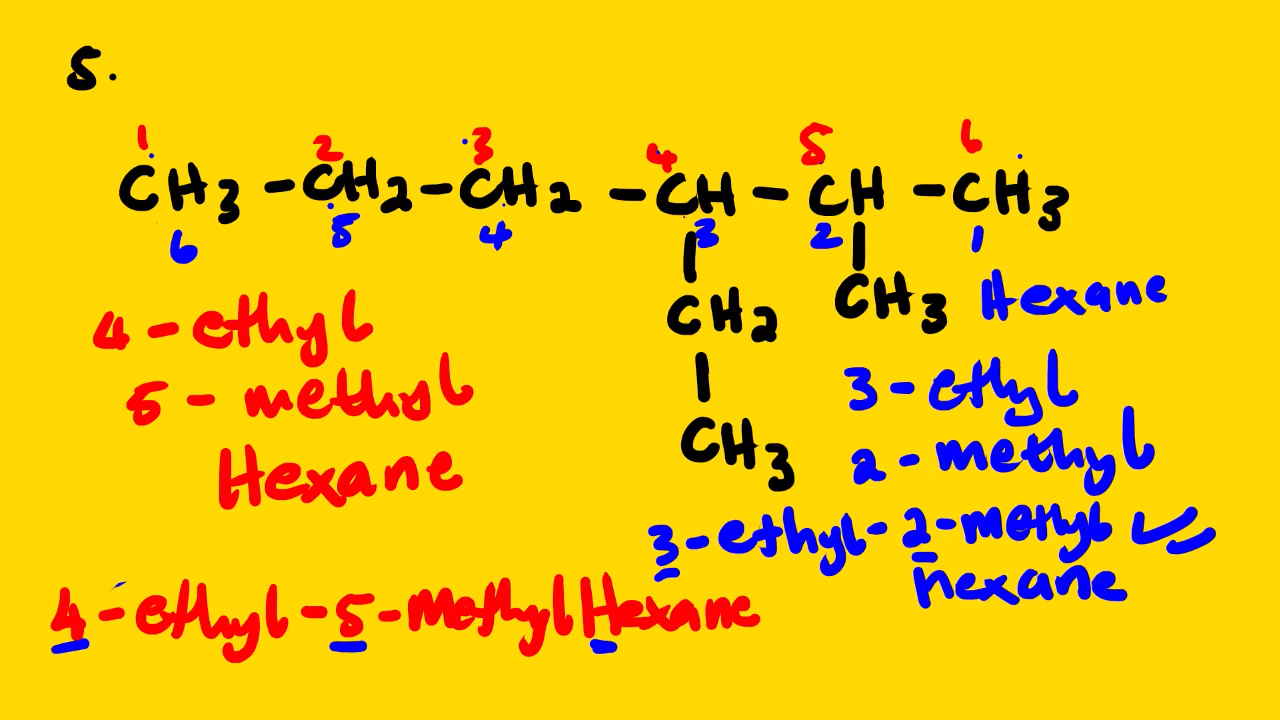 5.
1 2 3 4 5 6
CH3 - CH2 - CH2 - CH - CH - CH3
6 5 4 3 2 1
CH2 CH3 Hexane
CH3
4 - ethyl
5 - methyl
Hexane
3 - ethyl
2 - methyl
3 - ethyl - 2 - methyl
hexane
4 - ethyl - 5 - Methyl Hexane